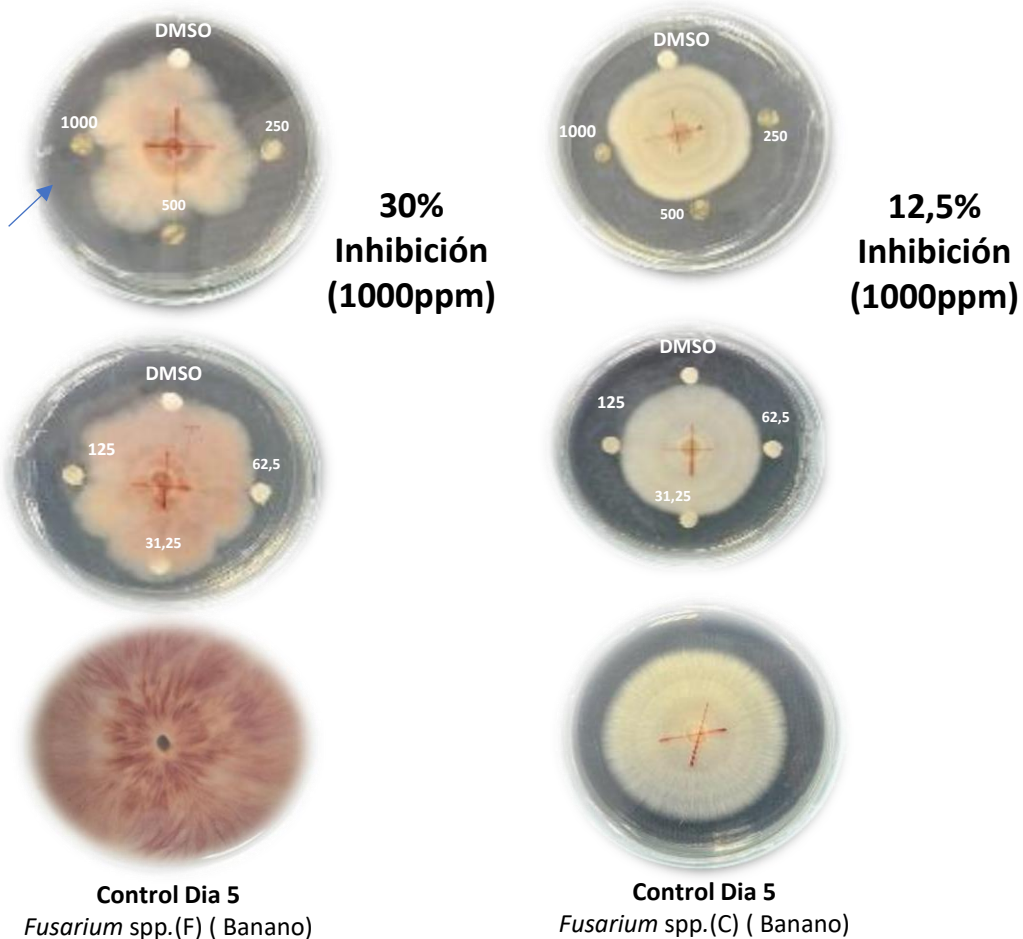 DMSO
1000
250
500
30%
Inhibición
(1000ppm)
DMSO
1000
250
500
12,5%
Inhibición
(1000ppm)
DMSO
125
62,5
31,25
DMSO
125
62,5
31,25
Control Dia 5
Fusarium spp.(F) ( Banano)
Control Dia 5
Fusarium spp.(C) ( Banano)